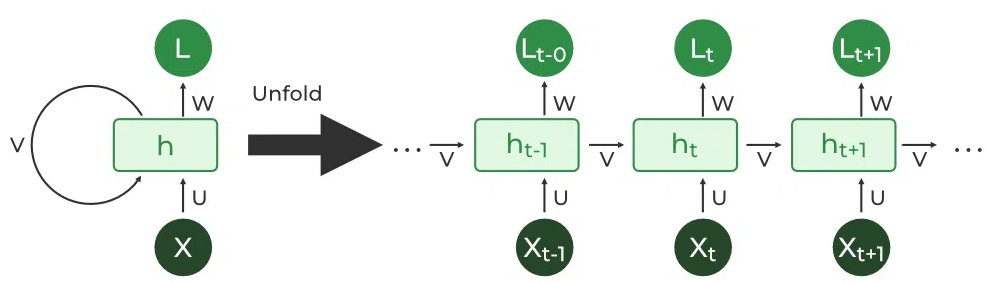 L
W
V
h
U
X
Unfold
... V
L_{t-0}
W
h_{t-1}
V
U
X_{t-1}
L_t
W
h_t
V
U
X_t
L_{t+1}
W
h_{t+1}
V ...
U
X_{t+1}